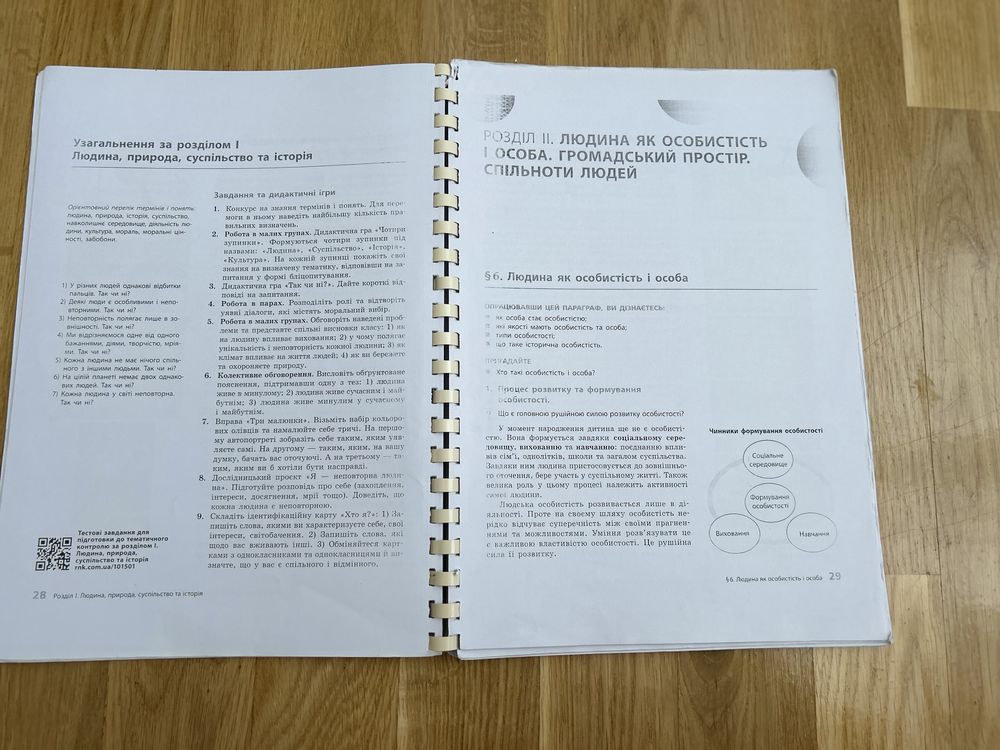 Узагальнення за розділом І
Людина, природа, суспільство та історія
Орієнтовний перелік термінів і понять:
людина, природа, історія, суспільство,
навколишнє середовище, діяльність лю-
дини, культура, мораль, моральні цін-
ності, забобони.
1) У різних людей однакові відбитки
пальців. Так чи ні?
2) Деякі люди є особливими і непо-
вторними. Так чи ні?
3) Неповторність полягає лише в зо-
внішності. Так чи ні?
4) Ми відрізняємося одне від одного
бажаннями, діями, творчістю, мрія-
ми. Так чи ні?
5) Кожна людина не має нічого спіль-
ного з іншими людьми. Так чи ні?
6) На цілій планеті немає двох однако-
вих людей. Так чи ні?
7) Кожна людина у світі неповторна.
Так чи ні?
Тестові завдання для
підготовки до тематичного
контролю за розділом І.
Людина, природа,
суспільство та історія
rnk.com.ua/101501
Завдання та дидактичні ігри
1. Конкурс на знання термінів і понять. Для пере-
моги в ньому наведіть найбільшу кількість пра-
вильних визначень.
2. Робота в малих групах. Дидактична гра «Чотири
зупинки». Формуються чотири зупинки під
назвами: «Людина», «Суспільство», «Історія»,
«Культура». На кожній зупинці покажіть свої
знання на визначену тематику, відповівши на за-
питання у формі бліцопитування.
3. Дидактична гра «Так чи ні?». Дайте короткі від-
повіді на запитання.
4. Робота в парах. Розподіліть ролі та відтворіть
уявні діалоги, які містять моральний вибір.
5. Робота в малих групах. Обговоріть наведені проб-
леми та представте спільні висновки класу: 1) як
на людину впливає виховання; 2) у чому полягає
унікальність і неповторність кожної людини; 3) як
клімат впливає на життя людей; 4) як ви бережете
та охороняєте природу.
6. Колективне обговорення. Висловіть обґрунтоване
пояснення, підтримавши одну з тез: 1) людина
живе в минулому; 2) людина живе сучасним і май-
бутнім; 3) людина живе минулим у сучасному
і майбутньому.
7. Вправа «Три малюнки». Візьміть набір кольоро-
вих олівців та намалюйте себе тричі. На першо-
му автопортреті зобразіть себе таким, яким уяв-
ляєте самі. На другому — таким, яким, на вашу
думку, бачать вас оточуючі. А на третьому — та-
ким, яким ви б хотіли бути насправді.
8. Дослідницький проєкт «Я — неповторна люди-
на». Підготуйте розповідь про себе (захоплення,
інтереси, досягнення, мрії тощо). Доведіть, що
кожна людина є неповторною.
9. Складіть ідентифікаційну карту «Хто я?»: 1) За-
пишіть слова, якими ви характеризуєте себе, свої
інтереси, світобачення. 2) Запишіть слова, які
щодо вас вживають інші. 3) Обміняйтеся карт-
ками з однокласниками та однокласницями й ви-
значте, що у вас є спільного і відмінного.
28 Розділ І. Людина, природа, суспільство та історія
РОЗДІЛ ІІ. ЛЮДИНА ЯК ОСОБИСТІСТЬ
І ОСОБА. ГРОМАДСЬКИЙ ПРОСТІР.
СПІЛЬНОТИ ЛЮДЕЙ
§ 6. Людина як особистість і особа
ОПРАЦЮВАВШИ ЦЕЙ ПАРАГРАФ, ВИ ДІЗНАЄТЕСЬ:
як особа стає особистістю;
які якості мають особистість та особа;
типи особистості;
що таке історична особистість.
ПРИГАДАЙТЕ
Хто такі особистість і особа?
1. Процес розвитку та формування
особистості.
Що є головною рушійною силою розвитку особистості?
У момент народження дитина ще не є особисті-
стю. Вона формується завдяки соціальному сере-
довищу, вихованню та навчанню: поєднанню впли-
вів сім'ї, однолітків, школи та загалом суспільства.
Завдяки ним людина пристосовується до зовнішньо-
го оточення, бере участь у суспільному житті. Також
велика роль у цьому процесі належить активності
самої людини.
Людська особистість розвивається лише в ді-
яльності. Проте на своєму шляху особистість не-
рідко відчуває суперечність між своїми прагнен-
нями та можливостями. Уміння розв'язувати це
є важливою властивістю особистості. Це рушійна
сила її розвитку.
Чинники формування особистості
Соціальне
середовище
Формування
особистості
Виховання
Навчання
§ 6. Людина як особистість і особа 29